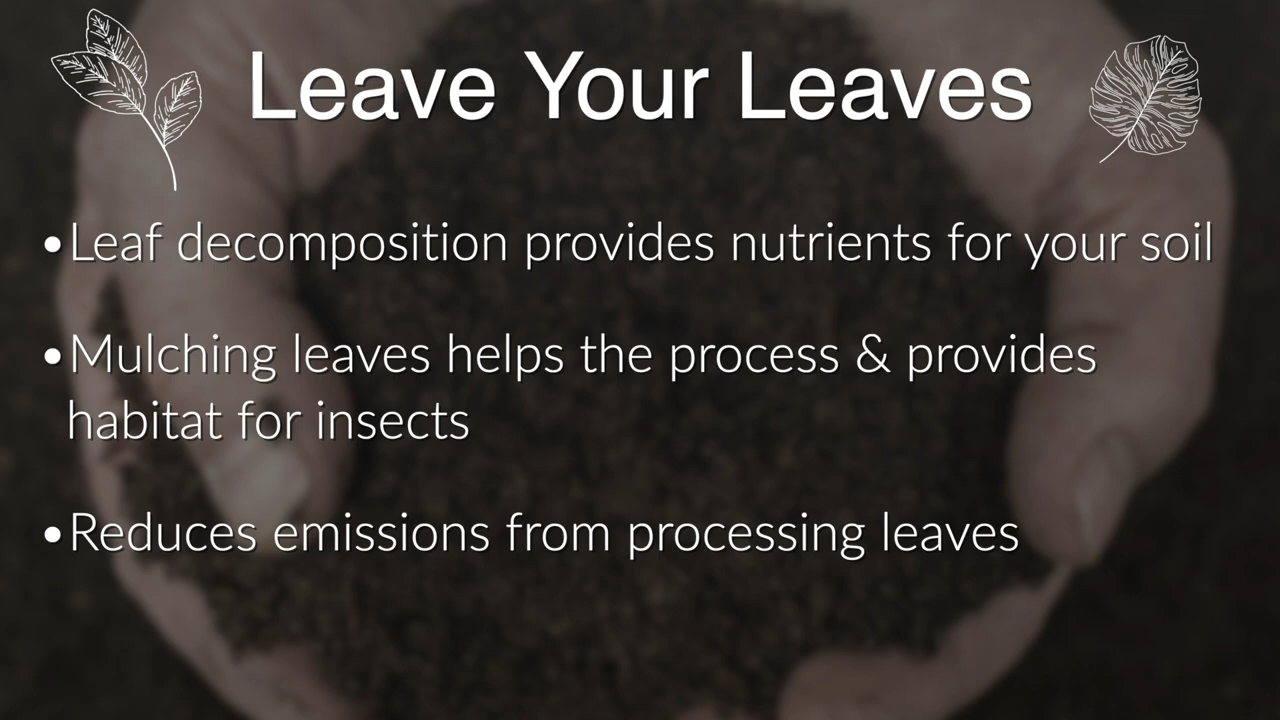 Leave Your Leaves
•Leaf decomposition provides nutrients for your soil
•Mulching leaves helps the process & provides
habitat for insects
•Reduces emissions from processing leaves